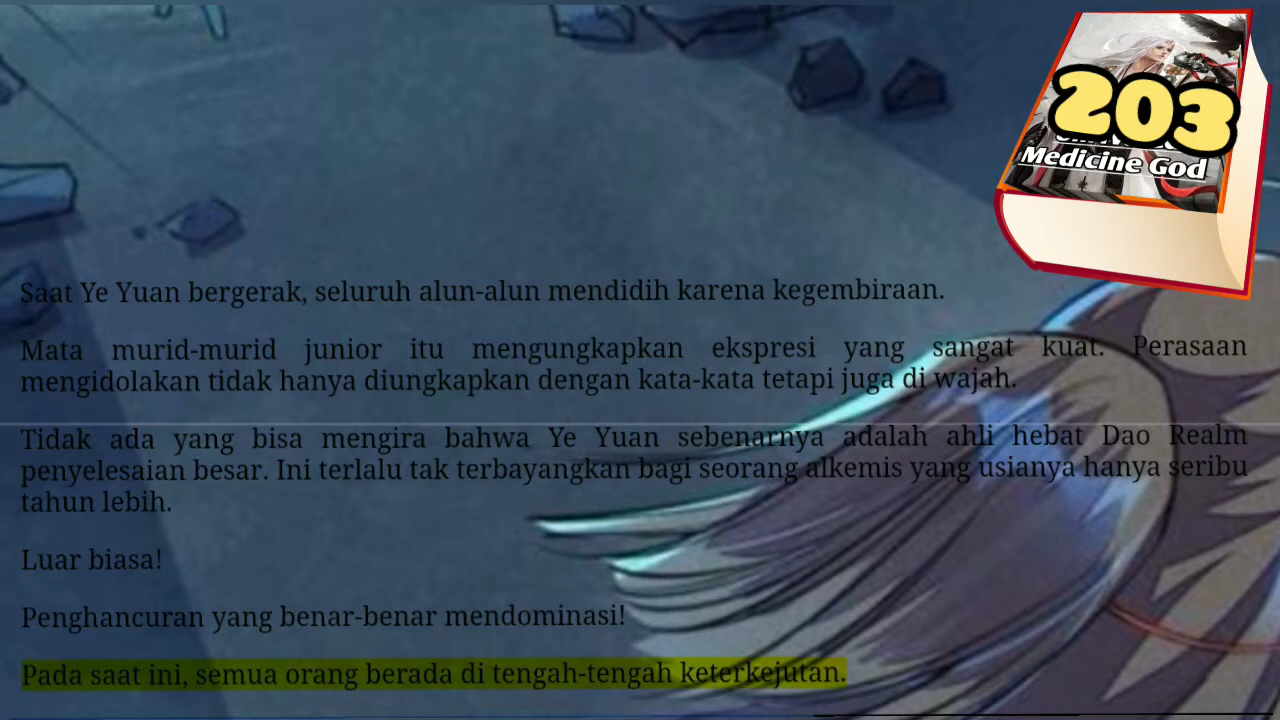 203
Medicine God
Saat Ye Yuan bergerak, seluruh alun-alun mendidih karena kegembiraan.
Mata murid-murid junior itu mengungkapkan ekspresi yang sangat kuat. Perasaan
mengidolakan tidak hanya diungkapkan dengan kata-kata tetapi juga di wajah.
Tidak ada yang bisa mengira bahwa Ye Yuan sebenarnya adalah ahli hebat Dao Realm
penyelesaian besar. Ini terlalu tak terbayangkan bagi seorang alkemis yang usianya hanya seribu
tahun lebih.
Luar biasa!
Penghancuran yang benar-benar mendominasi!
Pada saat ini, semua orang berada di tengah-tengah keterkejutan.